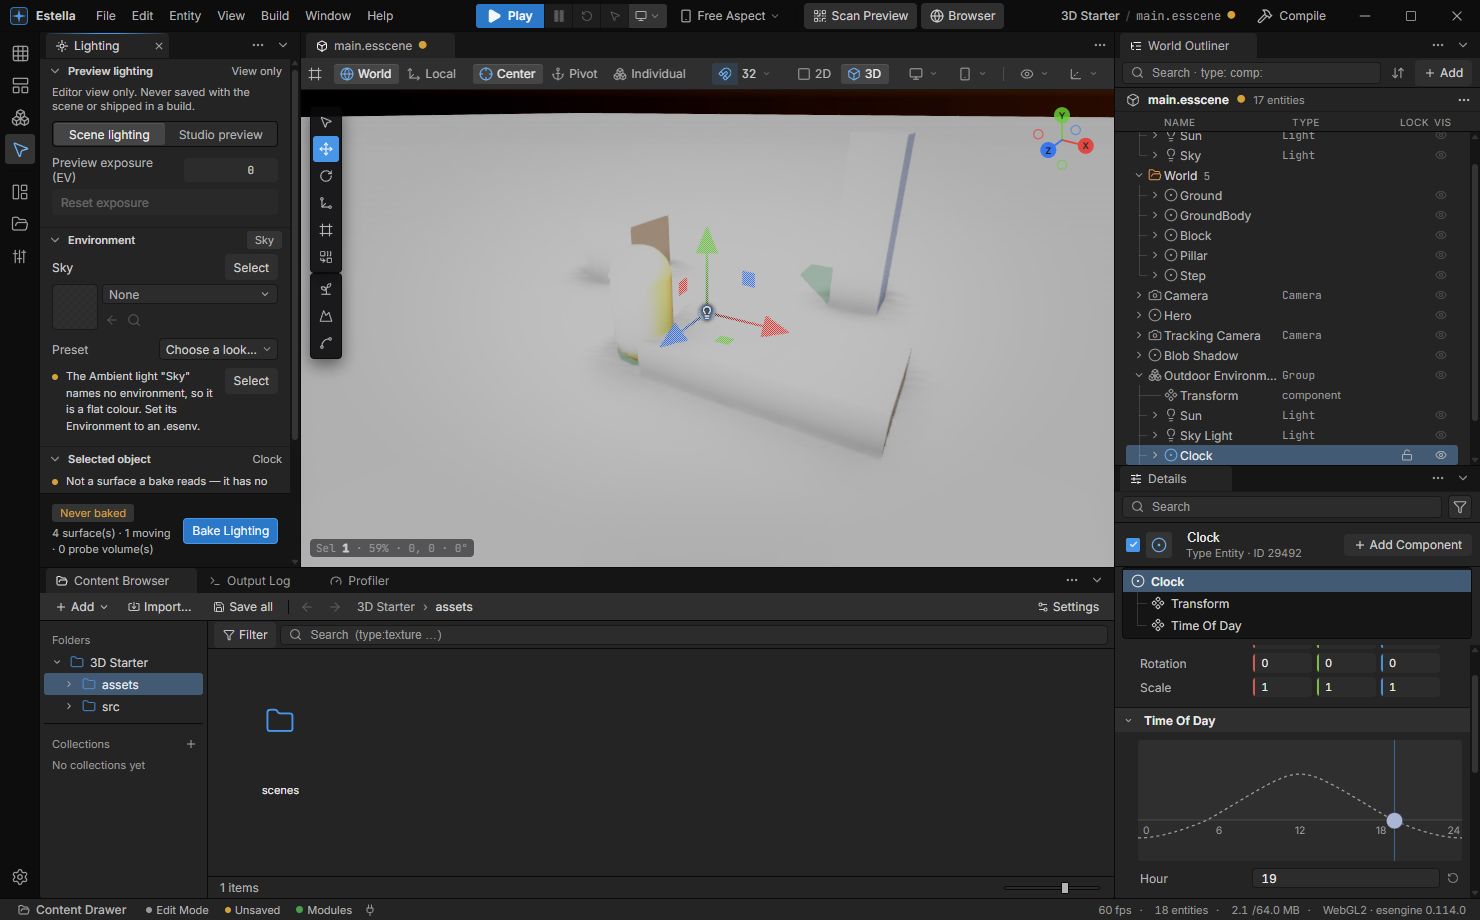 Estella File Edit Entity View Build Window Help Play Free Aspect Scan Preview Browser 3D Starter / main.esscene Compile
Lighting
Preview lighting View only
Editor view only. Never saved with the
scene or shipped in a build.
Scene lighting Studio preview
Preview exposure
(EV)
0
Reset exposure
Environment Sky
Sky Select
None
Preset Choose a look...
The Ambient light "Sky"
names no environment, so it
is a flat colour. Set its
Environment to an .esenv.
Select
Selected object Clock
Not a surface a bake reads — it has no
Never baked
4 surface(s) · 1 moving
· 0 probe volume(s)
Bake Lighting
main.esscene
World Local Center Pivot Individual 32 2D 3D
Y
X
Z
Sel 1 · 59% · 0, 0 · 0°
World Outliner
Search · type: comp: Add
main.esscene 17 entities
NAME TYPE LOCK VIS
Sun Light
Sky Light
World 5
Ground
GroundBody
Block
Pillar
Step
Camera Camera
Hero
Tracking Camera Camera
Blob Shadow
Outdoor Environm... Group
Transform component
Sun Light
Sky Light Light
Clock
Details
Search
Clock
Type Entity · ID 29492
Add Component
Clock
Transform
Time Of Day
Rotation 0 0 0
Scale 1 1 1
Time Of Day
0 6 12 18 24
Hour 19
Content Browser Output Log Profiler
Add Import... Save all 3D Starter › assets Settings
Folders
3D Starter
assets
src
Collections +
No collections yet
Filter Search (type:texture ...)
scenes
1 items
Content Drawer Edit Mode Unsaved Modules 60 fps · 18 entities · 2.1 /64.0 MB · WebGL2 · esengine 0.114.0